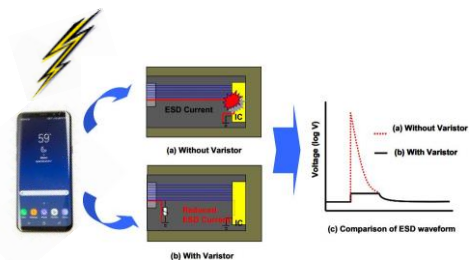 59°
ESD Current
IC
(a) Without Varistor
Reduced
ESD Current
IC
(b) With Varistor
Voltage (log V)
(a) Without Varistor
(b) With Varistor
(c) Comparison of ESD waveform